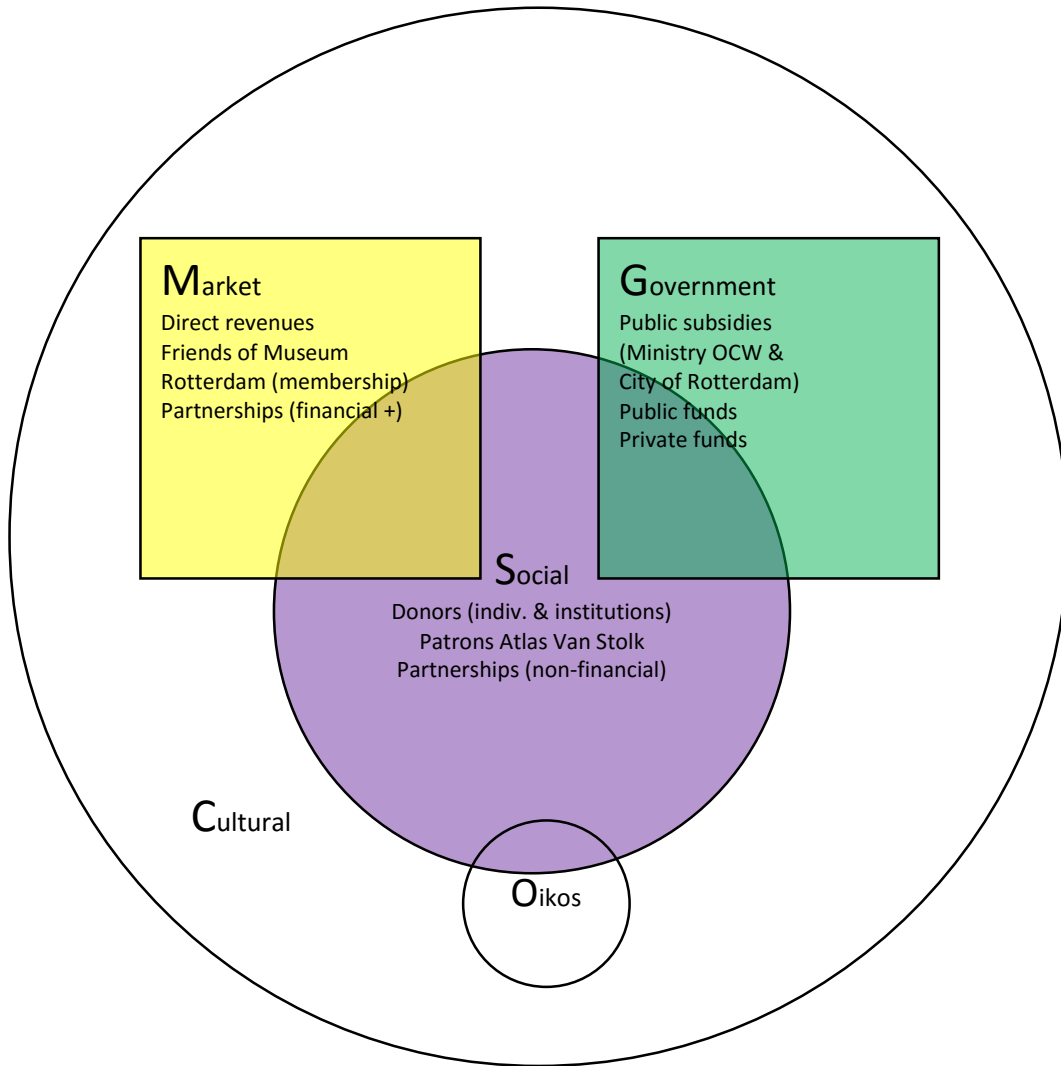 Market
Direct revenues
Friends of Museum
Rotterdam (membership)
Partnerships (financial +)
Government
Public subsidies
(Ministry OCW &
City of Rotterdam)
Public funds
Private funds
Social
Donors (indiv. & institutions)
Patrons Atlas Van Stolk
Partnerships (non-financial)
Cultural
Oikos